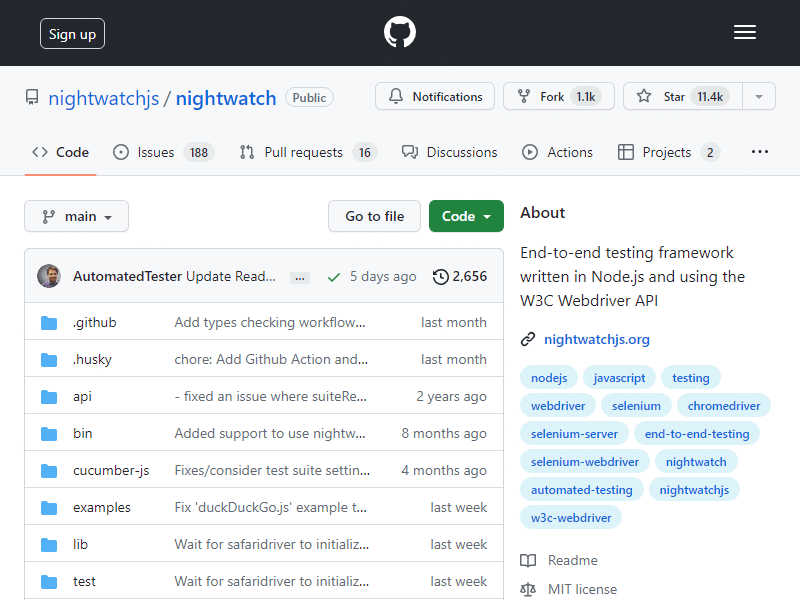 Sign up
nightwatchjs / nightwatch Public
Notifications Fork 1.1k Star 11.4k
Code Issues 188 Pull requests 16 Discussions Actions Projects 2 ...
main Go to file Code
AutomatedTester Update Read... ... 5 days ago 2,656
.github Add types checking workflow... last month
.husky chore: Add Github Action and... last month
api - fixed an issue where suiteRe... 2 years ago
bin Added support to use nightw... 8 months ago
cucumber-js Fixes/consider test suite settin... 4 months ago
examples Fix 'duckDuckGo.js' example t... last week
lib Wait for safaridriver to initializ... last week
test Wait for safaridriver to initializ... last week
About
End-to-end testing framework
written in Node.js and using the
W3C Webdriver API
nightwatchjs.org
nodejs javascript testing
webdriver selenium chromedriver
selenium-server end-to-end-testing
selenium-webdriver nightwatch
automated-testing nightwatchjs
w3c-webdriver
Readme
MIT license